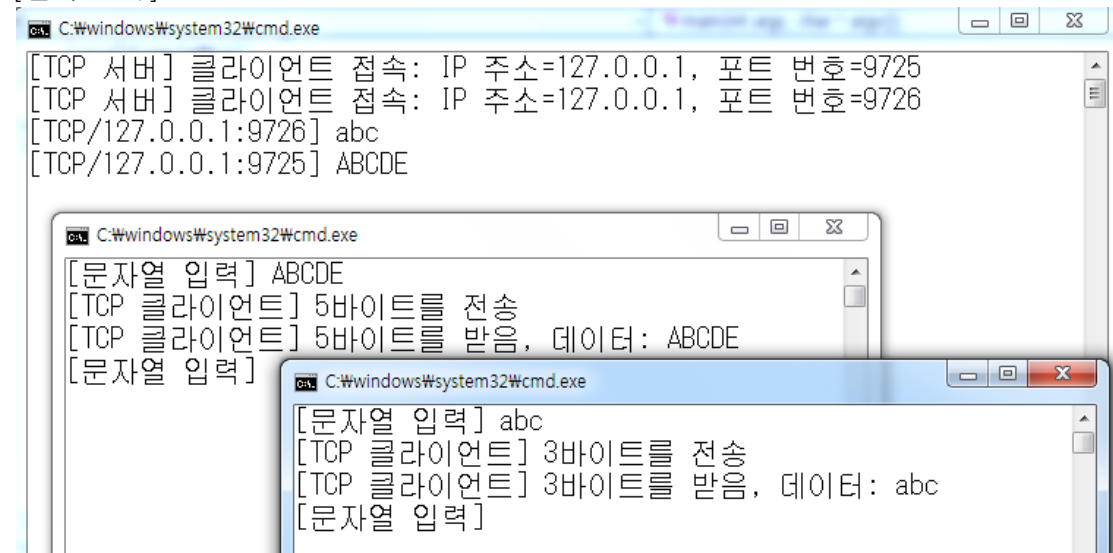 C:₩windows₩system32₩cmd.exe
[TCP 서버] 클라이언트 접속: IP 주소=127.0.0.1, 포트 번호=9725
[TCP 서버] 클라이언트 접속: IP 주소=127.0.0.1, 포트 번호=9726
[TCP/127.0.0.1:9726] abc
[TCP/127.0.0.1:9725] ABCDE
C:₩windows₩system32₩cmd.exe
[문자열 입력] ABCDE
[TCP 클라이언트] 5바이트를 전송
[TCP 클라이언트] 5바이트를 받음, 데이터: ABCDE
[문자열 입력]
C:₩windows₩system32₩cmd.exe
[문자열 입력] abc
[TCP 클라이언트] 3바이트를 전송
[TCP 클라이언트] 3바이트를 받음, 데이터: abc
[문자열 입력]